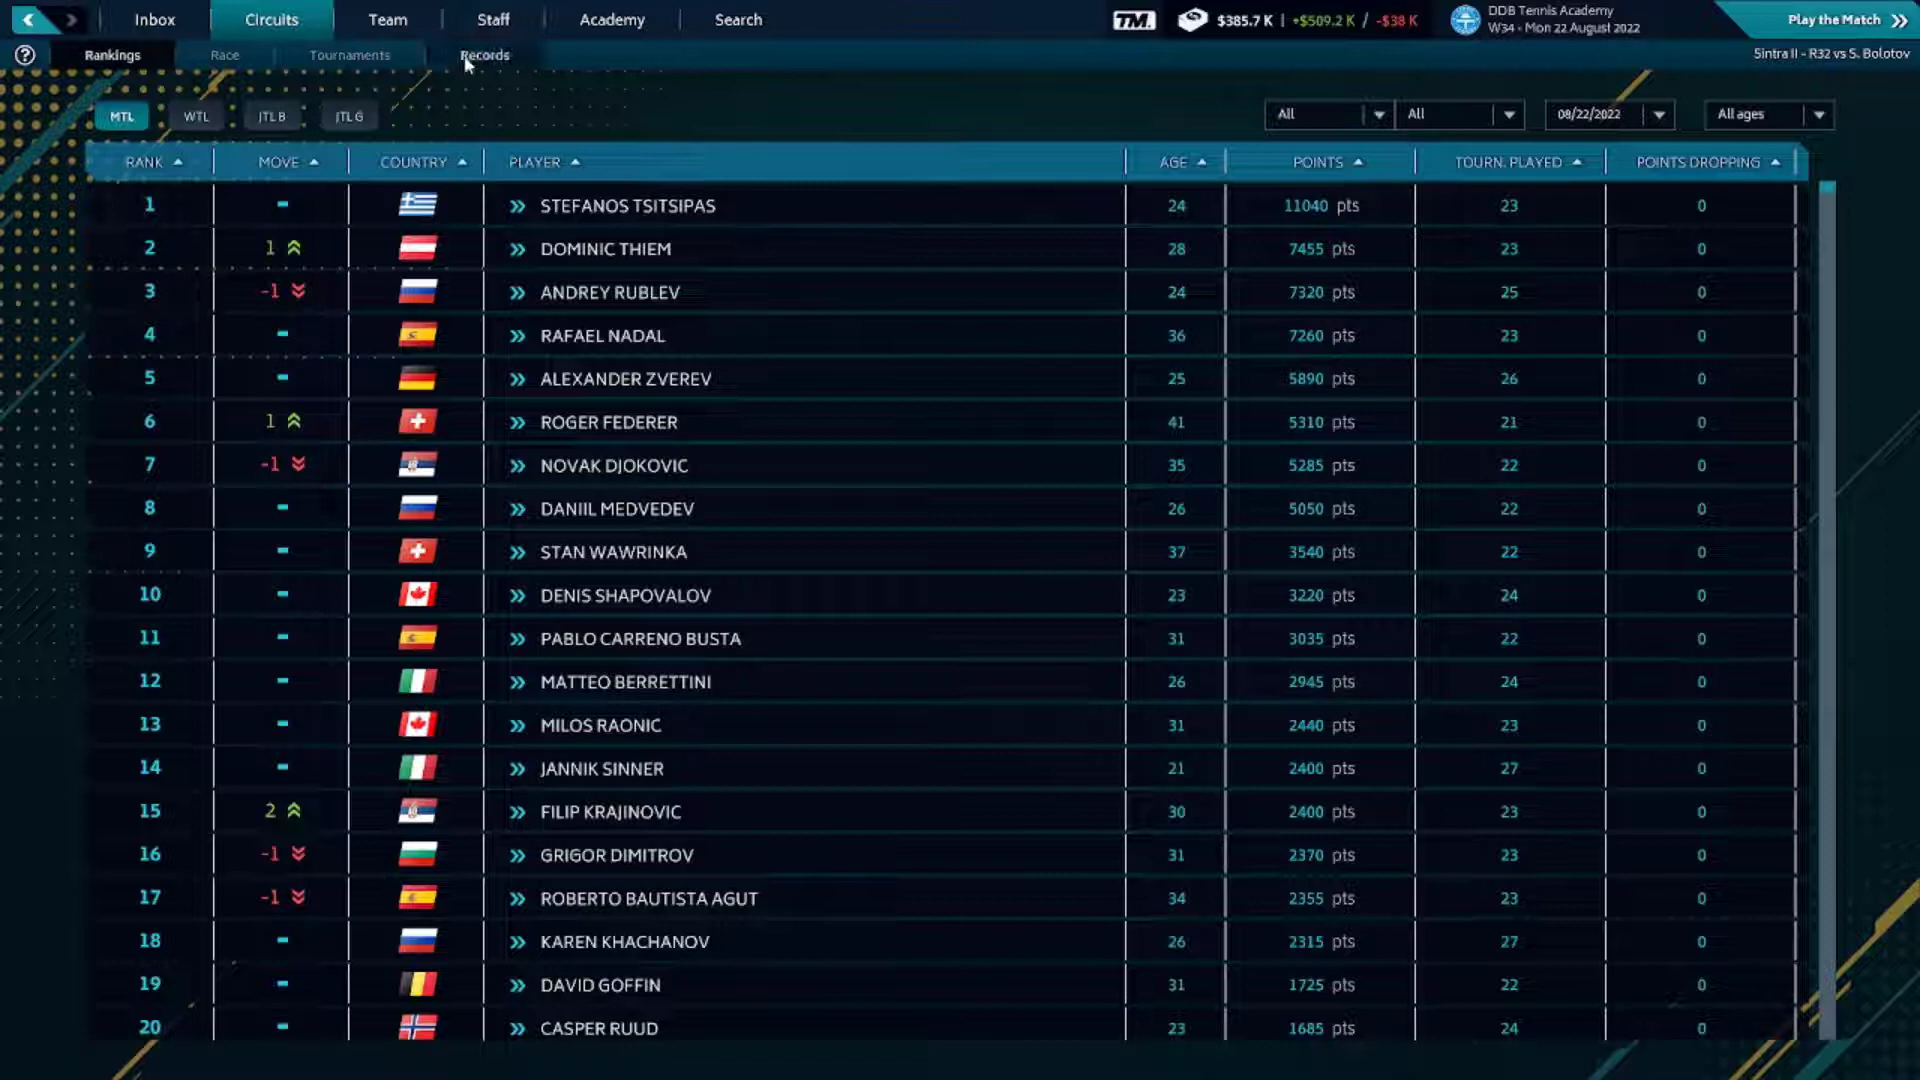 Inbox Circuits Team Staff Academy Search TM. $385.7 K | +$509.2 K / -$38 K DDB Tennis Academy Play the Match
W34 - Mon 22 August 2022
? Rankings Race Tournaments Records Sintra II - R32 vs S. Bolotov
MTL WTL JTL B JTL G All All 08/22/2022 All ages
RANK MOVE COUNTRY PLAYER AGE POINTS TOURN. PLAYED POINTS DROPPING
1 - STEFANOS TSITSIPAS 24 11040 pts 23 0
2 1 DOMINIC THIEM 28 7455 pts 23 0
3 -1 ANDREY RUBLEV 24 7320 pts 25 0
4 - RAFAEL NADAL 36 7260 pts 23 0
5 - ALEXANDER ZVEREV 25 5890 pts 26 0
6 1 ROGER FEDERER 41 5310 pts 21 0
7 -1 NOVAK DJOKOVIC 35 5285 pts 22 0
8 - DANIIL MEDVEDEV 26 5050 pts 22 0
9 - STAN WAWRINKA 37 3540 pts 22 0
10 - DENIS SHAPOVALOV 23 3220 pts 24 0
11 - PABLO CARRENO BUSTA 31 3035 pts 22 0
12 - MATTEO BERRETTINI 26 2945 pts 24 0
13 - MILOS RAONIC 31 2440 pts 23 0
14 - JANNIK SINNER 21 2400 pts 27 0
15 2 FILIP KRAJINOVIC 30 2400 pts 23 0
16 -1 GRIGOR DIMITROV 31 2370 pts 23 0
17 -1 ROBERTO BAUTISTA AGUT 34 2355 pts 23 0
18 - KAREN KHACHANOV 26 2315 pts 27 0
19 - DAVID GOFFIN 31 1725 pts 22 0
20 - CASPER RUUD 23 1685 pts 24 0